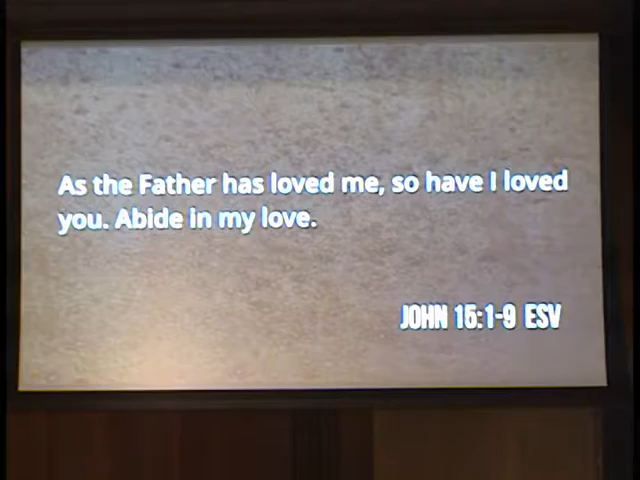 As the Father has loved me, so have I loved
you. Abide in my love.
JOHN 15:1-9 ESV